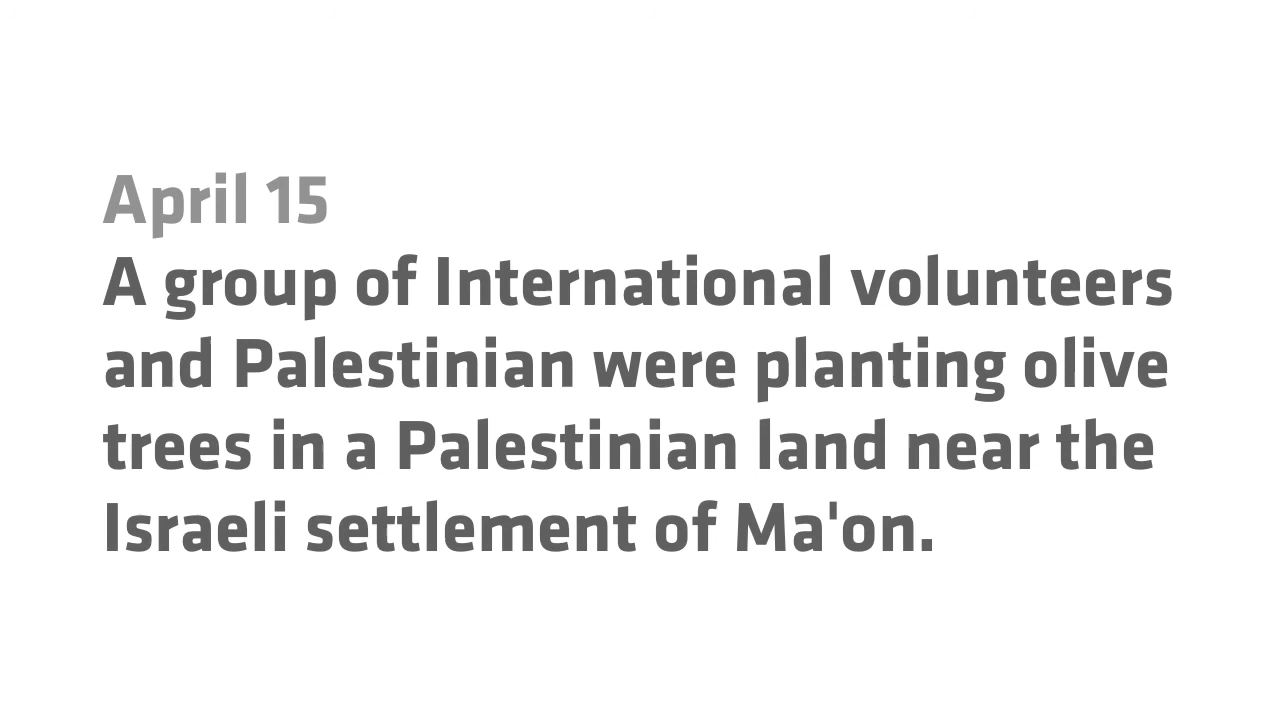 April 15
A group of International volunteers
and Palestinian were planting olive
trees in a Palestinian land near the
Israeli settlement of Ma'on.